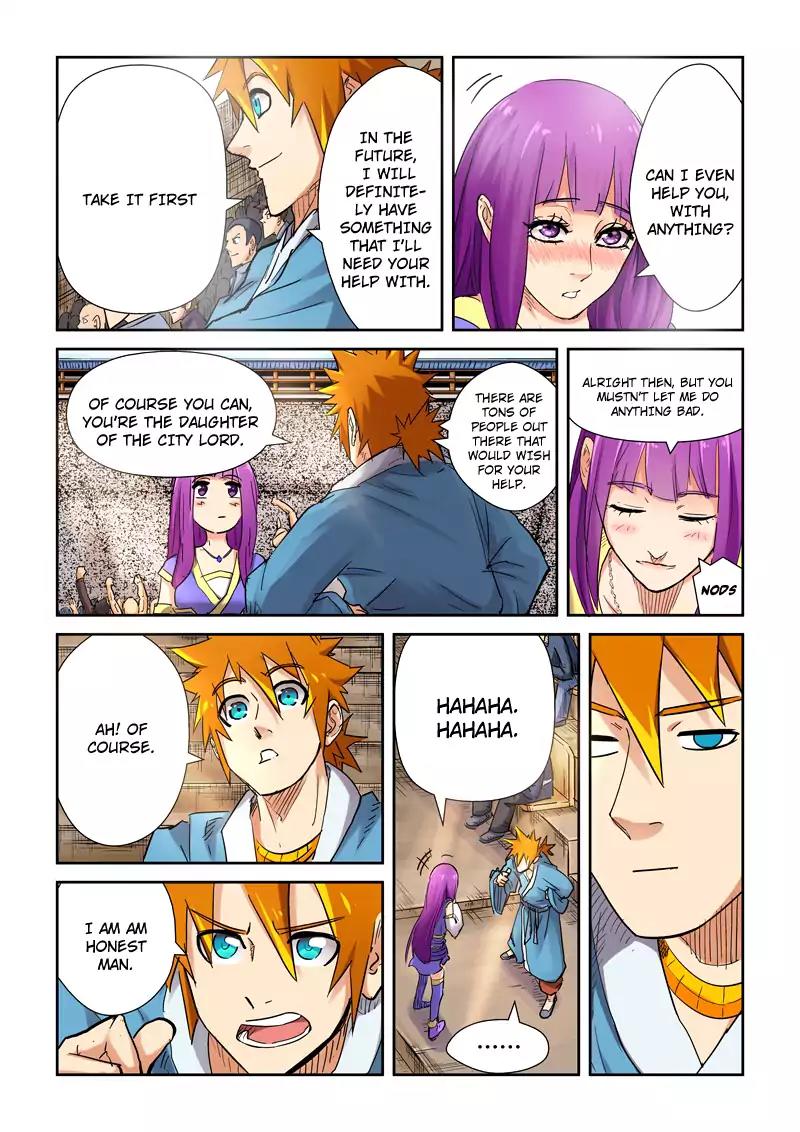 TAKE IT FIRST
IN THE
FUTURE,
I WILL
DEFINITE-
LY HAVE
SOMETHING
THAT I'LL
NEED YOUR
HELP WITH.
CAN I EVEN
HELP YOU,
WITH
ANYTHING?
OF COURSE YOU CAN,
YOU'RE THE DAUGHTER
OF THE CITY LORD.
THERE ARE
TONS OF
PEOPLE OUT
THERE THAT
WOULD WISH
FOR YOUR
HELP.
ALRIGHT THEN, BUT YOU
MUSTN'T LET ME DO
ANYTHING BAD.
NODS
AH! OF
COURSE.
I AM AM
HONEST
MAN.
HAHAHA.
HAHAHA.
......